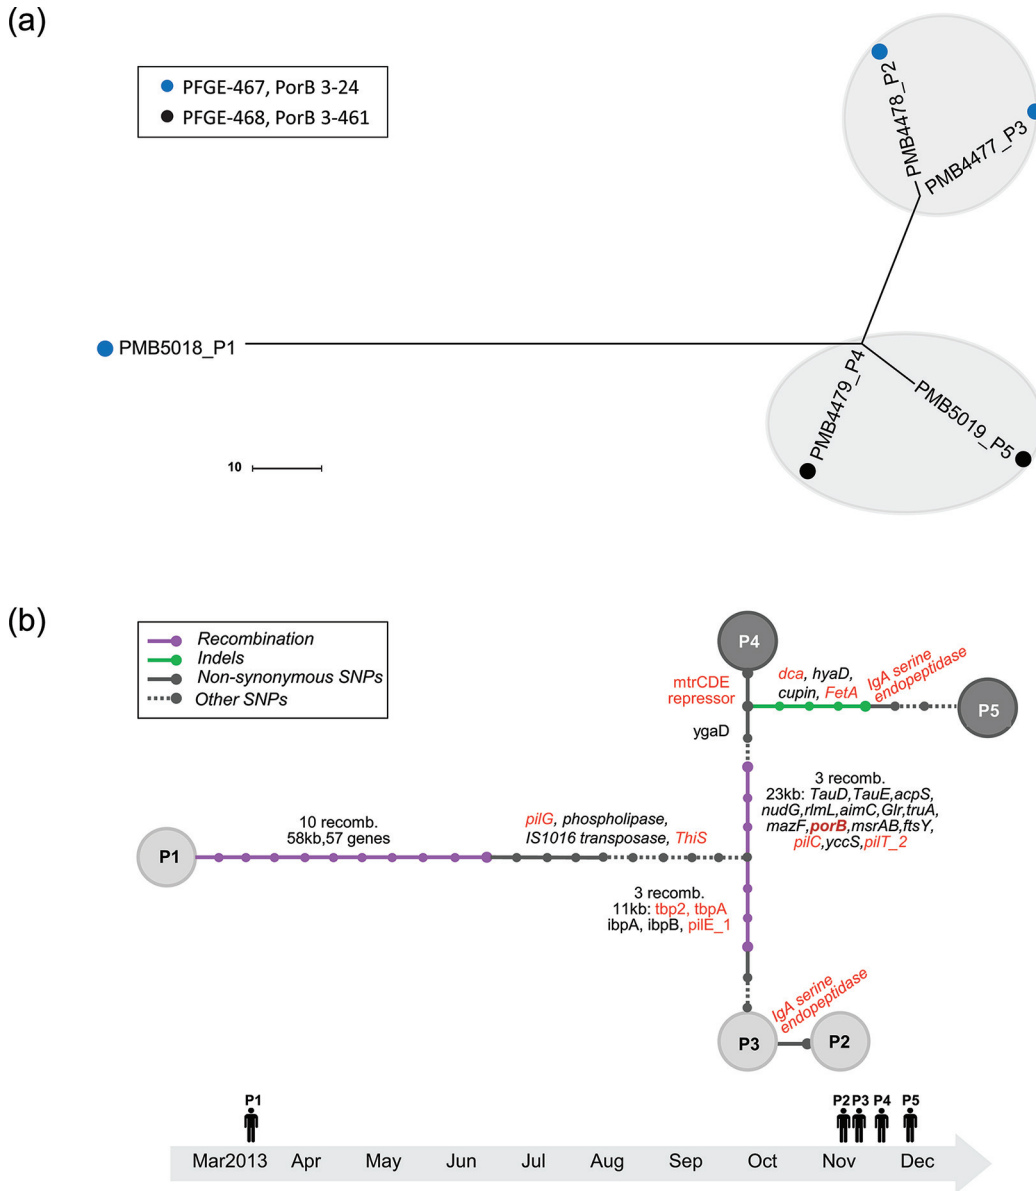 (a)
PFGE-467, PorB 3-24
PFGE-468, PorB 3-461
PMB4478_P2
PMB4477_P3
PMB5018_P1
PMB4479_P4
PMB5019_P5
10
(b)
Recombination
Indels
Non-synonymous SNPs
Other SNPs
P4
mtrCDE
repressor
dca, hyaD,
cupin, FetA
IgA serine
endopeptidase
P5
ygaD
3 recomb.
23kb: TauD,TauE,acpS,
nudG,rlmL,aimC,Glr,truA,
mazF,porB,msrAB,ftsY,
pilC,yccS,pilT_2
P1
10 recomb.
58kb,57 genes
pilG, phospholipase,
IS1016 transposase, ThiS
3 recomb.
11kb: tbp2, tbpA
ibpA, ibpB, pilE_1
IgA serine
endopeptidase
P3
P2
P1
P2 P3 P4 P5
Mar2013 Apr May Jun Jul Aug Sep Oct Nov Dec